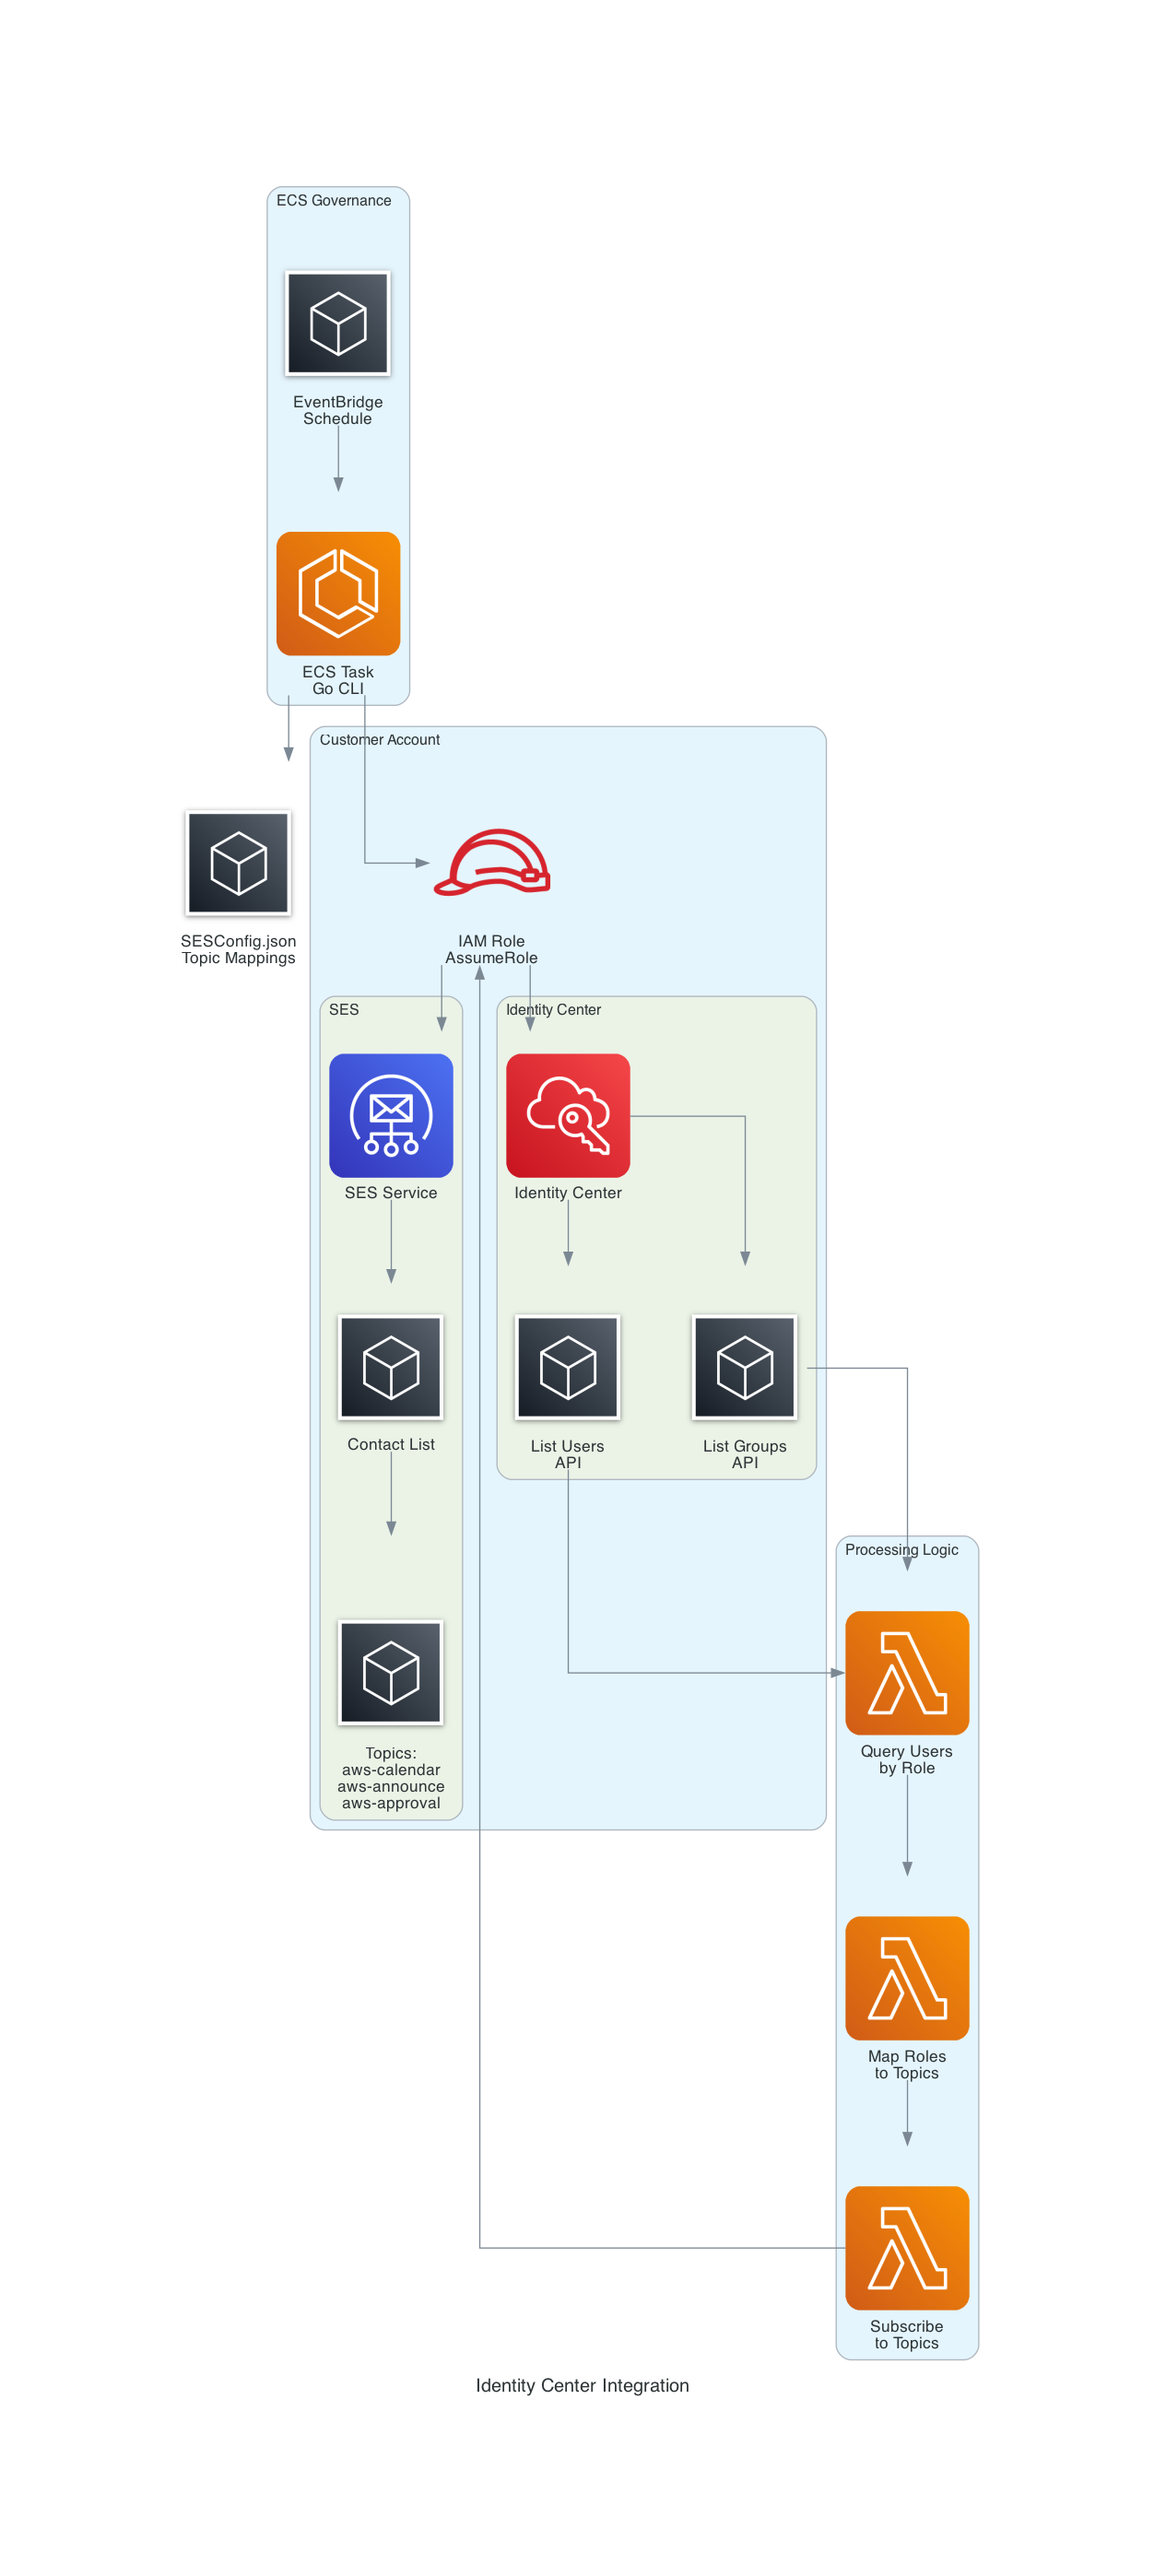 ECS Governance
EventBridge
Schedule
ECS Task
Go CLI
Customer Account
SESConfig.json
Topic Mappings
IAM Role
AssumeRole
SES
Identity Center
SES Service
Identity Center
Contact List
List Users
API
List Groups
API
Processing Logic
Topics:
aws-calendar
aws-announce
aws-approval
Query Users
by Role
Map Roles
to Topics
Subscribe
to Topics
Identity Center Integration